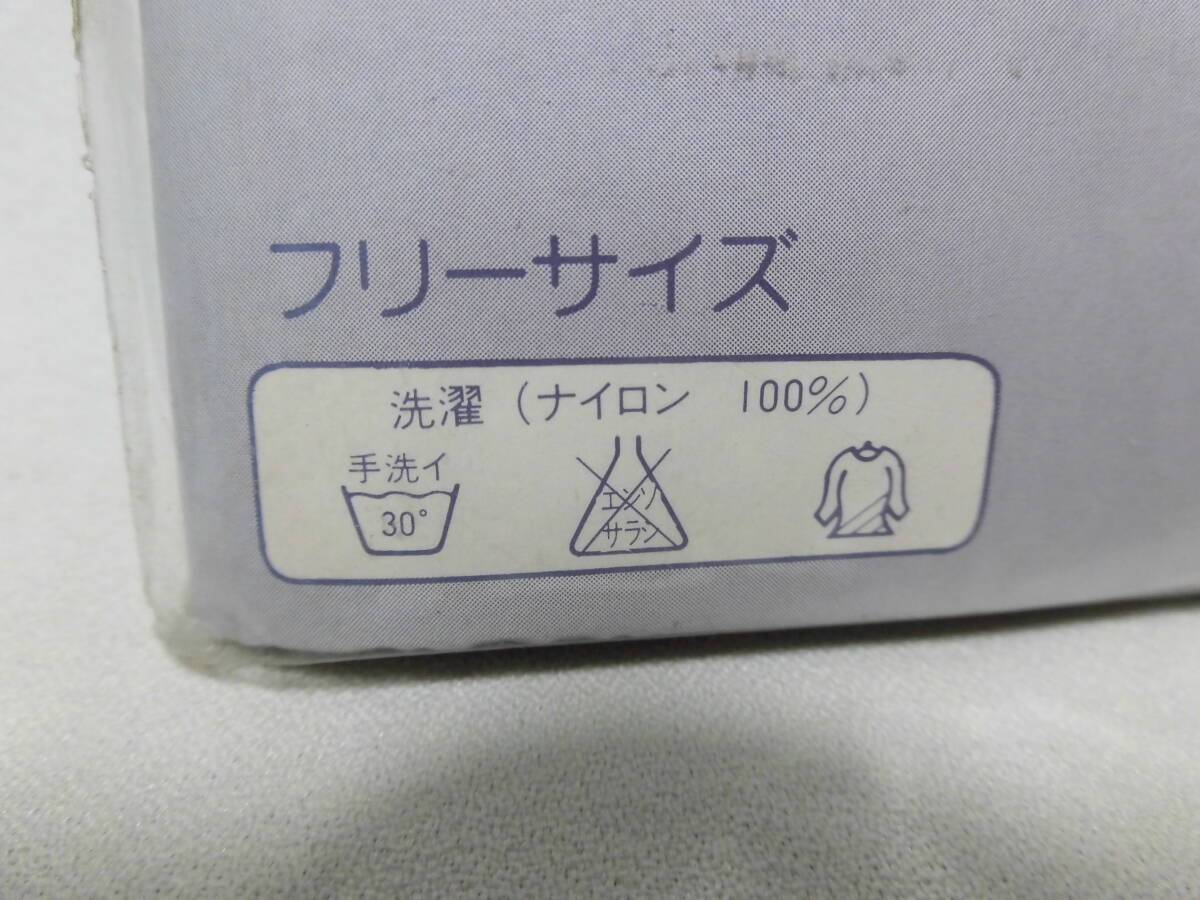 フリーサイズ
洗濯（ナイロン 100%）
手洗イ
30°
エンソ
サラシ